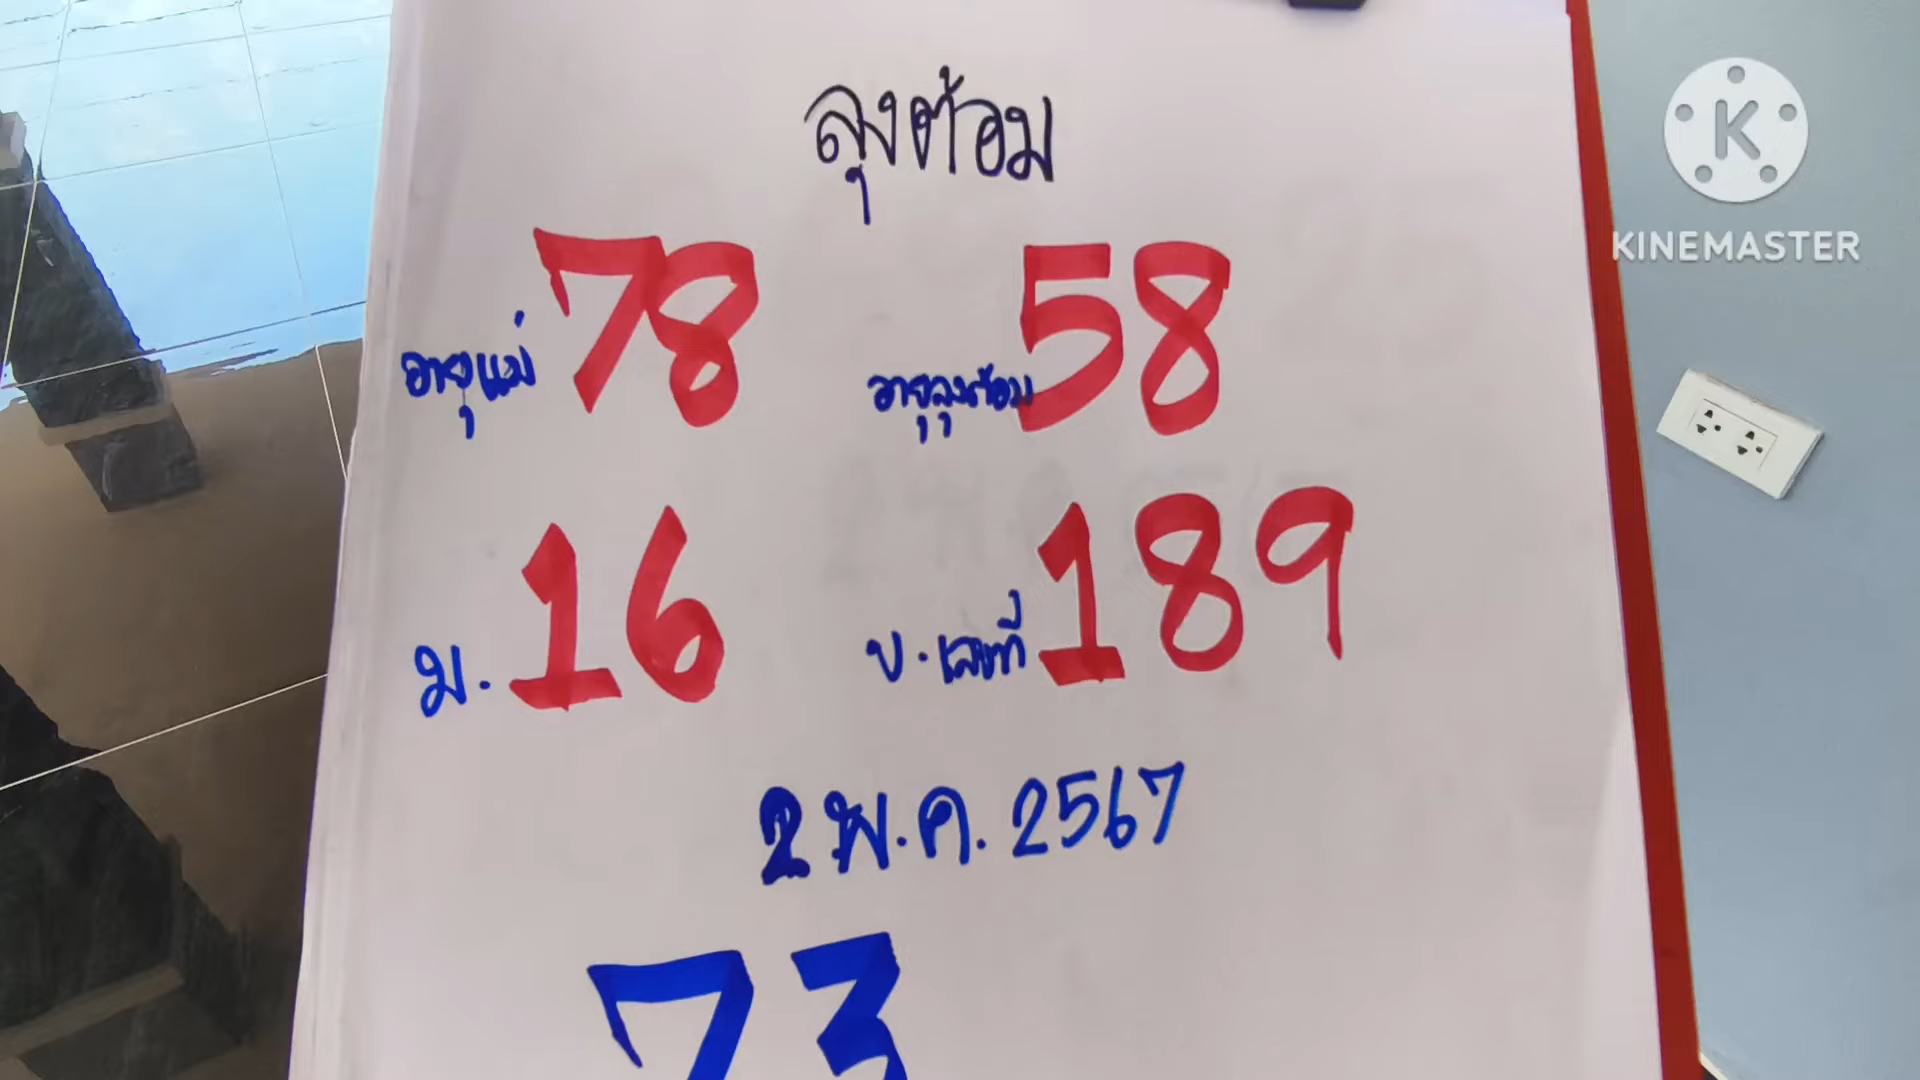 ลุงต้อม
อายุแม่ 78 อายุลุงต้อม 58
ม. 16 บ.เลขที่ 189
2 พ.ค. 2567
73
K
KINEMASTER